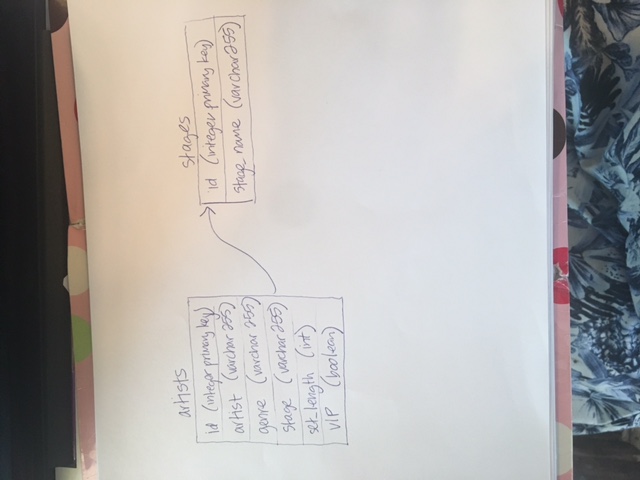 artists
id (integer primary key)
artist (varchar 255)
genre (varchar 255)
stage (varchar 255)
set_length (int)
VIP (boolean)
stages
id (integer primary key)
stage_name (varchar 255)